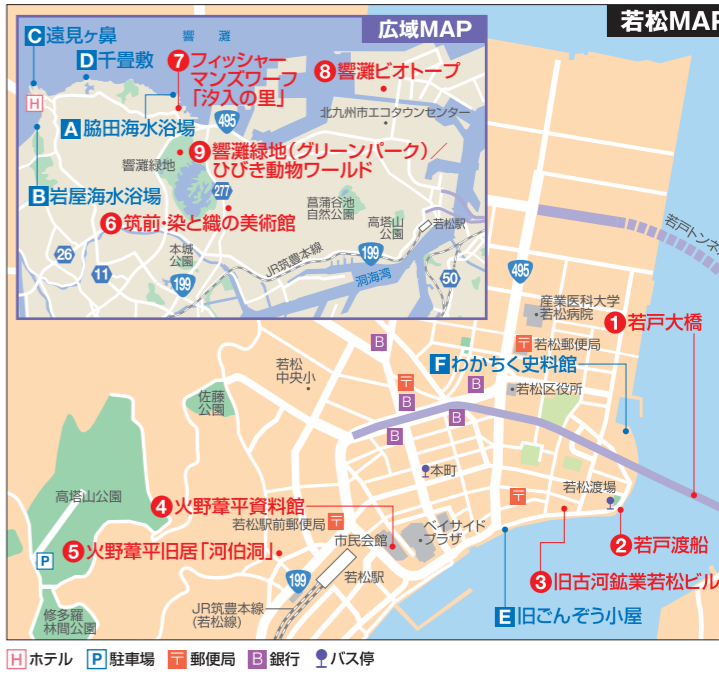 若松MAP
広域MAP
C遠見ヶ鼻
響 灘
D千畳敷
7フィッシャー
マンズワーフ
「汐入の里」
8響灘ビオトープ
H
A脇田海水浴場
495
北九州市エコタウンセンター
響灘緑地
9響灘緑地(グリーンパーク)/
ひびき動物ワールド
B岩屋海水浴場
277
6筑前・染と織の美術館
菖蒲谷池
自然公園
高塔山
公園
若松駅
26
11
本城
公園
199
JR筑豊本線
199
洞海湾
50
若戸トンネル
495
産業医科大学
若松病院
1若戸大橋
B
〒若松郵便局
Fわかちく史料館
若松
中央小
〒
B
B
若松区役所
佐藤
公園
B
B
本町
高塔山公園
4火野葦平資料館
〒
若松渡場
若松駅前郵便局〒
市民会館
ベイサイド
プラザ
2若戸渡船
P
5火野葦平旧居「河伯洞」
199
若松駅
3旧古河鉱業若松ビル
JR筑豊本線
(若松線)
E旧ごんぞう小屋
修多羅
林間公園
Hホテル P駐車場 〒郵便局 B銀行 バス停